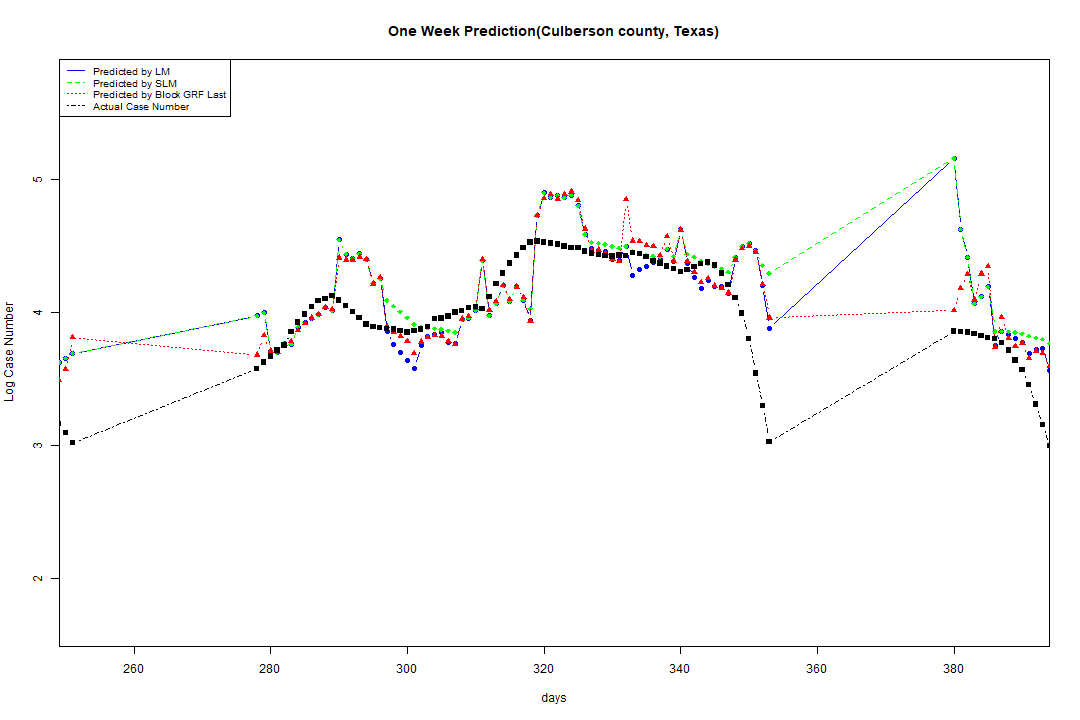 One Week Prediction(Culberson county, Texas)
Predicted by LM
Predicted by SLM
Predicted by Block GRF Last
Actual Case Number
Log Case Number
5
4
3
2
260 280 300 320 340 360 380
days